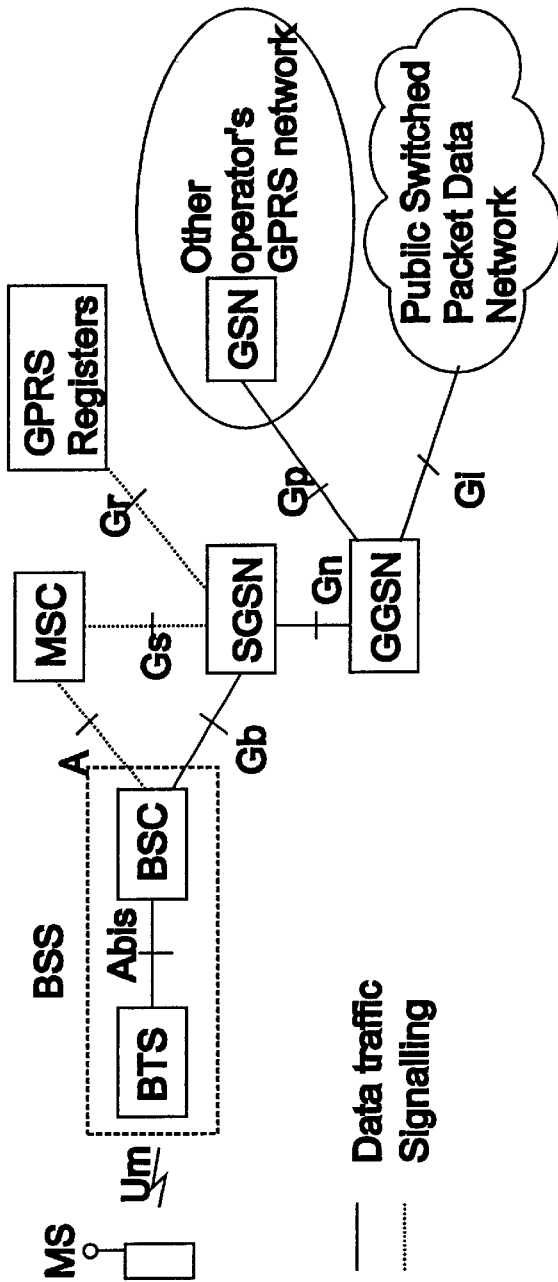 MS
Um
BSS
BTS
Abis
BSC
A
MSC
Gb
Gs
SGSN
Gr
GPRS
Registers
Gn
GGSN
Gp
GSN
Other
operator's
GPRS network
Gi
Public Switched
Packet Data
Network
Data traffic
Signalling